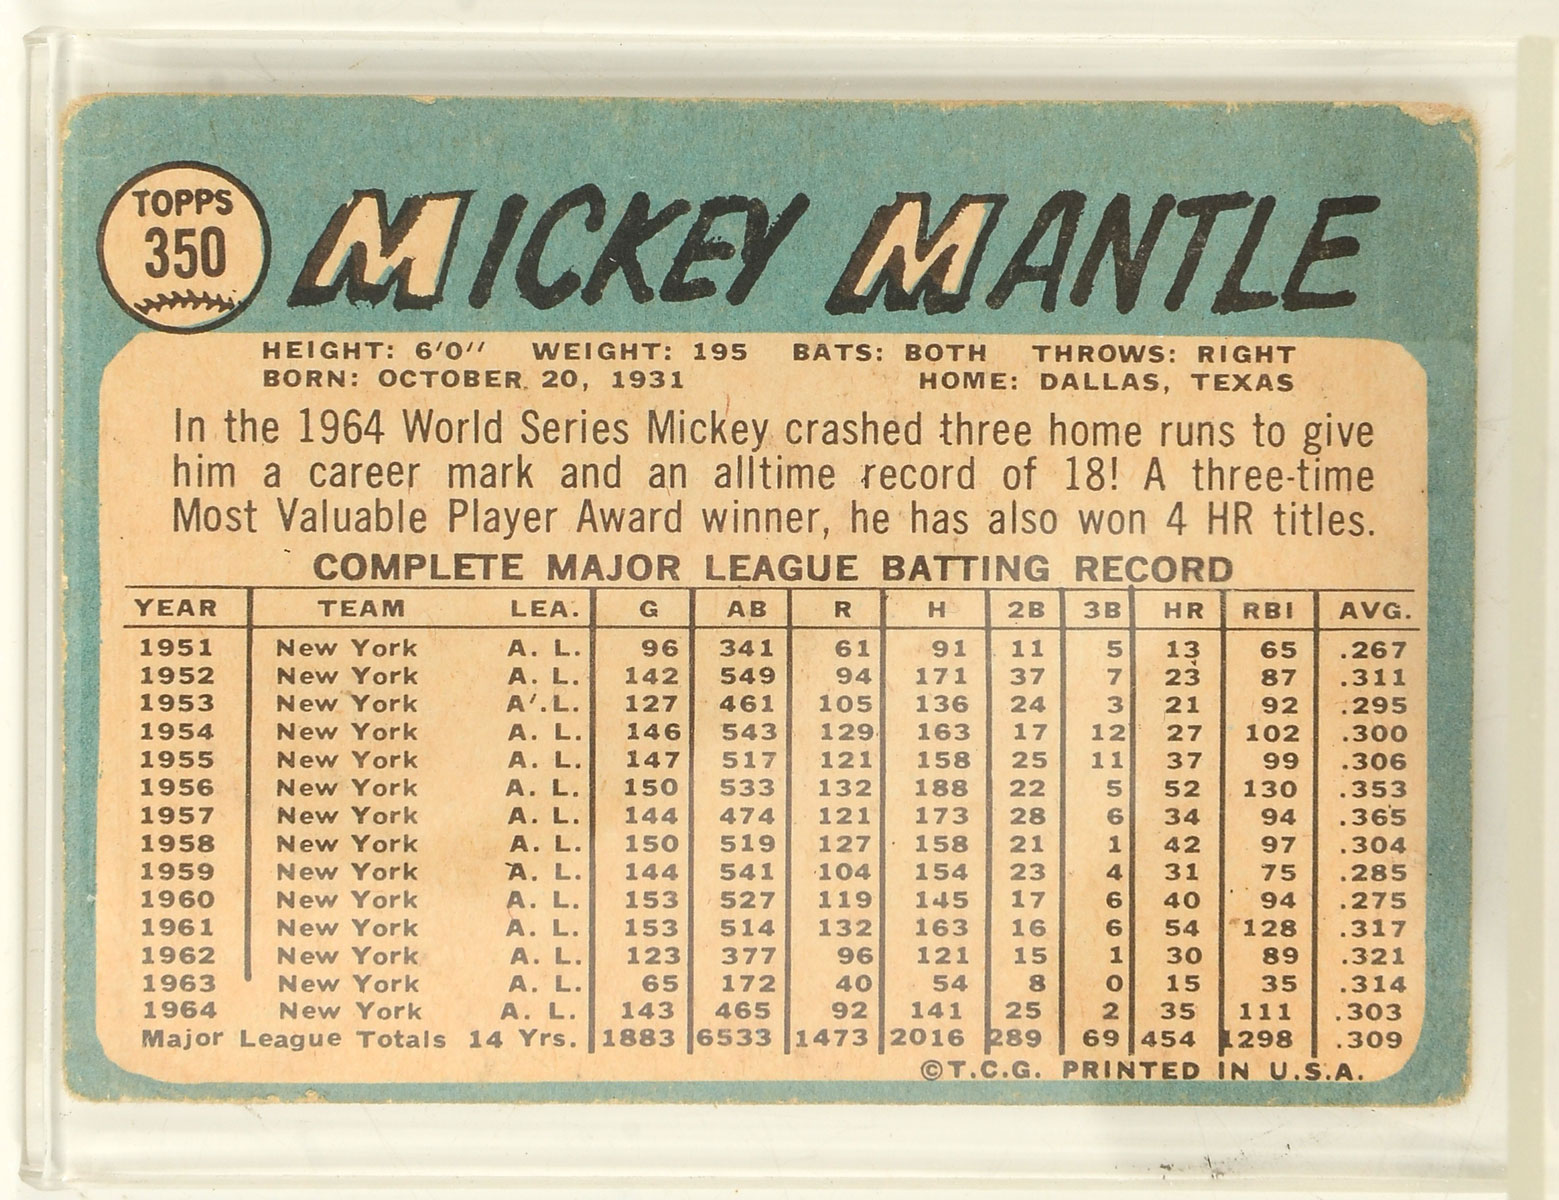 TOPPS
350
MICKEY MANTLE
HEIGHT: 6'0" WEIGHT: 195 BATS: BOTH THROWS: RIGHT
BORN: OCTOBER 20, 1931 HOME: DALLAS, TEXAS
In the 1964 World Series Mickey crashed three home runs to give
him a career mark and an alltime record of 18! A three-time
Most Valuable Player Award winner, he has also won 4 HR titles.
COMPLETE MAJOR LEAGUE BATTING RECORD
YEAR TEAM LEA. G AB R H 2B 3B HR RBI AVG.
1951 New York A. L. 96 341 61 91 11 5 13 65 .267
1952 New York A. L. 142 549 94 171 37 7 23 87 .311
1953 New York A. L. 127 461 105 136 24 3 21 92 .295
1954 New York A. L. 146 543 129 163 17 12 27 102 .300
1955 New York A. L. 147 517 121 158 25 11 37 99 .306
1956 New York A. L. 150 533 132 188 22 5 52 130 .353
1957 New York A. L. 144 474 121 173 28 6 34 94 .365
1958 New York A. L. 150 519 127 158 21 1 42 97 .304
1959 New York A. L. 144 541 104 154 23 4 31 75 .285
1960 New York A. L. 153 527 119 145 17 6 40 94 .275
1961 New York A. L. 153 514 132 163 16 6 54 128 .317
1962 New York A. L. 123 377 96 121 15 1 30 89 .321
1963 New York A. L. 65 172 40 54 8 0 15 35 .314
1964 New York A. L. 143 465 92 141 25 2 35 111 .303
Major League Totals 14 Yrs. 1883 6533 1473 2016 289 69 454 1298 .309
©T.C.G. PRINTED IN U.S.A.